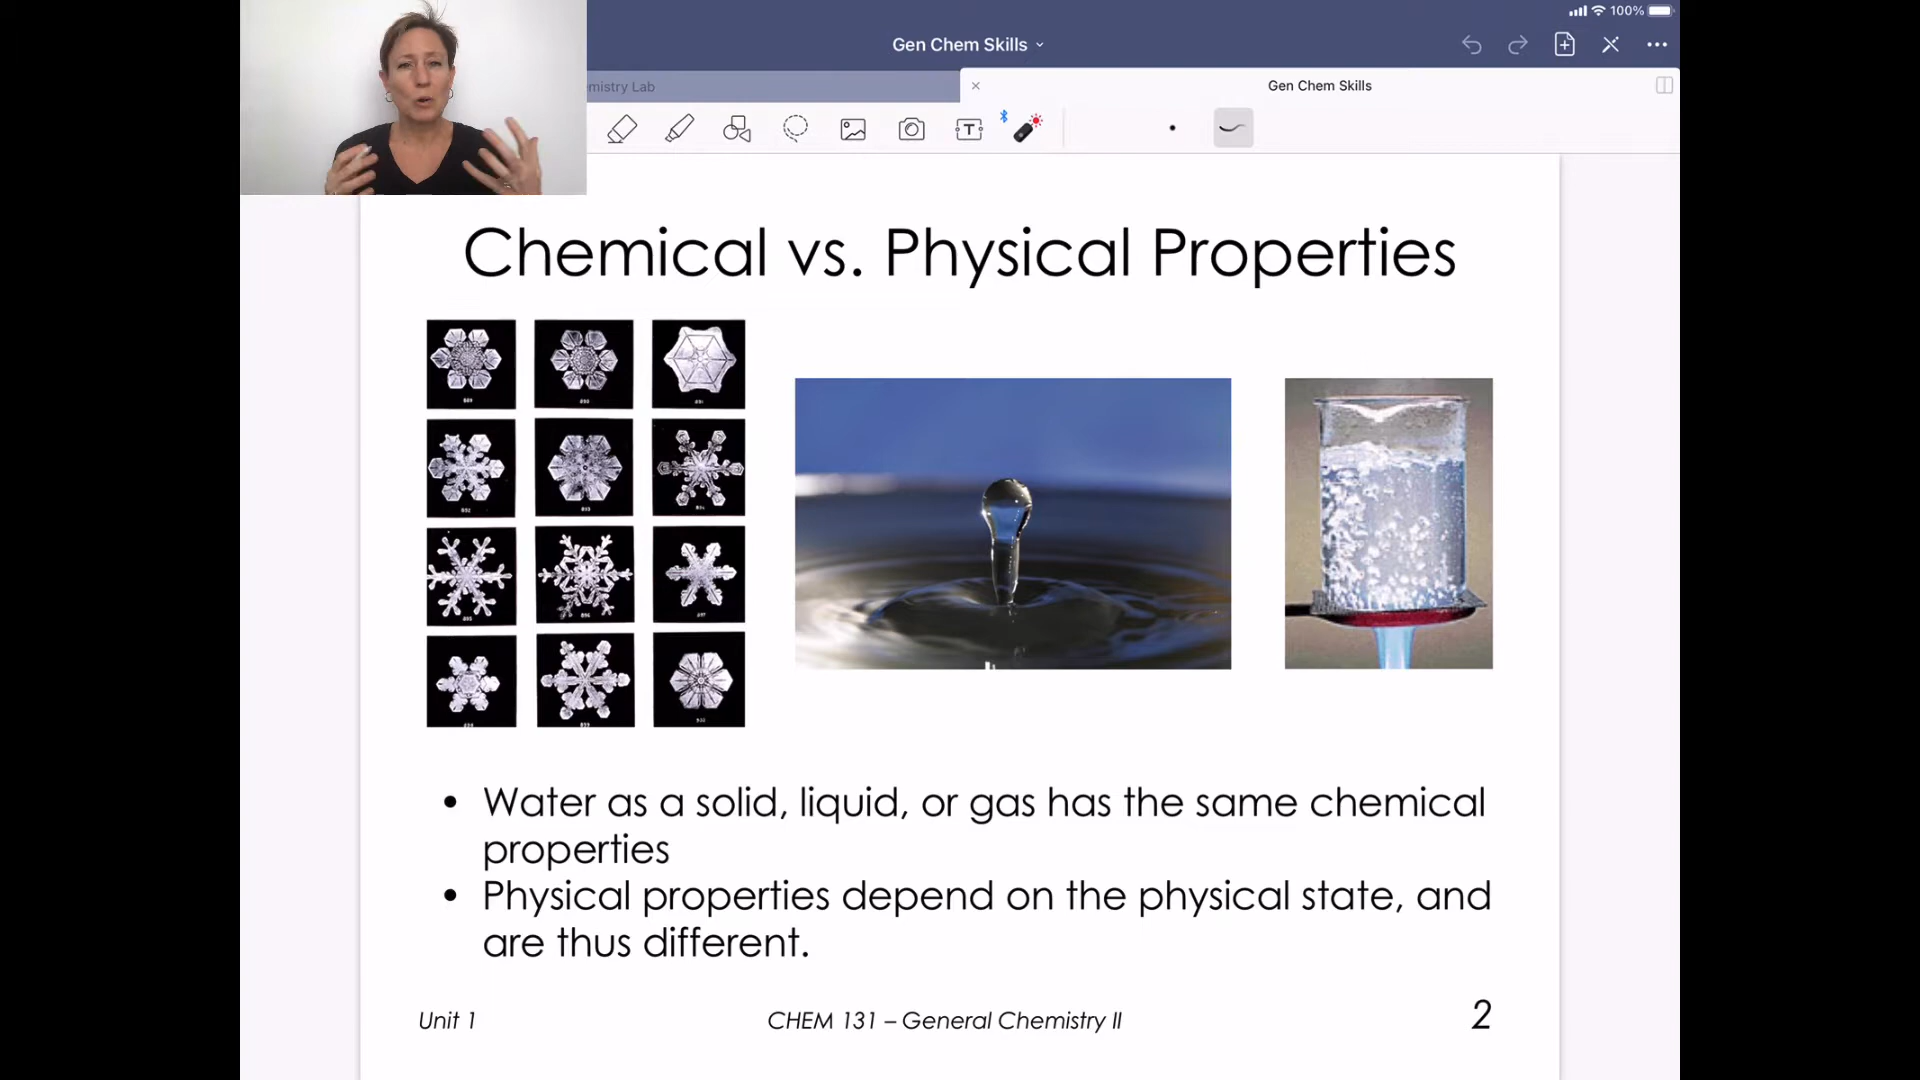 100%
Gen Chem Skills
mistry Lab
Gen Chem Skills
T
Chemical vs. Physical Properties
• Water as a solid, liquid, or gas has the same chemical
properties
• Physical properties depend on the physical state, and
are thus different.
Unit 1
CHEM 131 – General Chemistry II
2